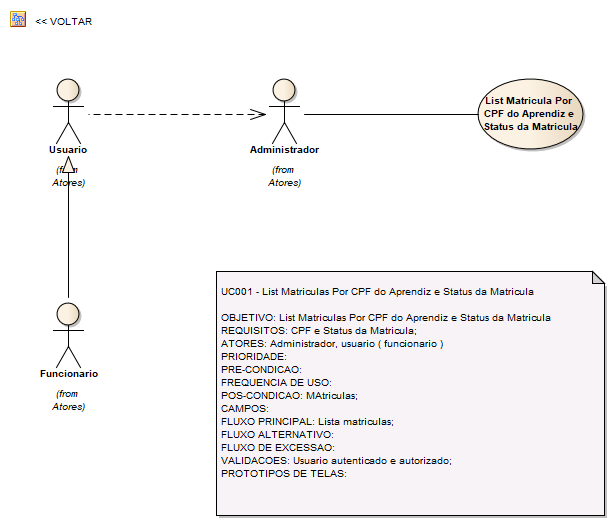 << VOLTAR
Usuario
(from
Atores)
Administrador
(from
Atores)
List Matricula Por
CPF do Aprendiz e
Status da Matricula
Funcionario
(from
Atores)
UC001 - List Matriculas Por CPF do Aprendiz e Status da Matricula
OBJETIVO: List Matriculas Por CPF do Aprendiz e Status da Matricula
REQUISITOS: CPF e Status da Matricula;
ATORES: Administrador, usuario ( funcionario )
PRIORIDADE:
PRE-CONDICAO:
FREQUENCIA DE USO:
POS-CONDICAO: MAtriculas;
CAMPOS:
FLUXO PRINCIPAL: Lista matriculas;
FLUXO ALTERNATIVO:
FLUXO DE EXCESSAO:
VALIDACOES: Usuario autenticado e autorizado;
PROTOTIPOS DE TELAS: